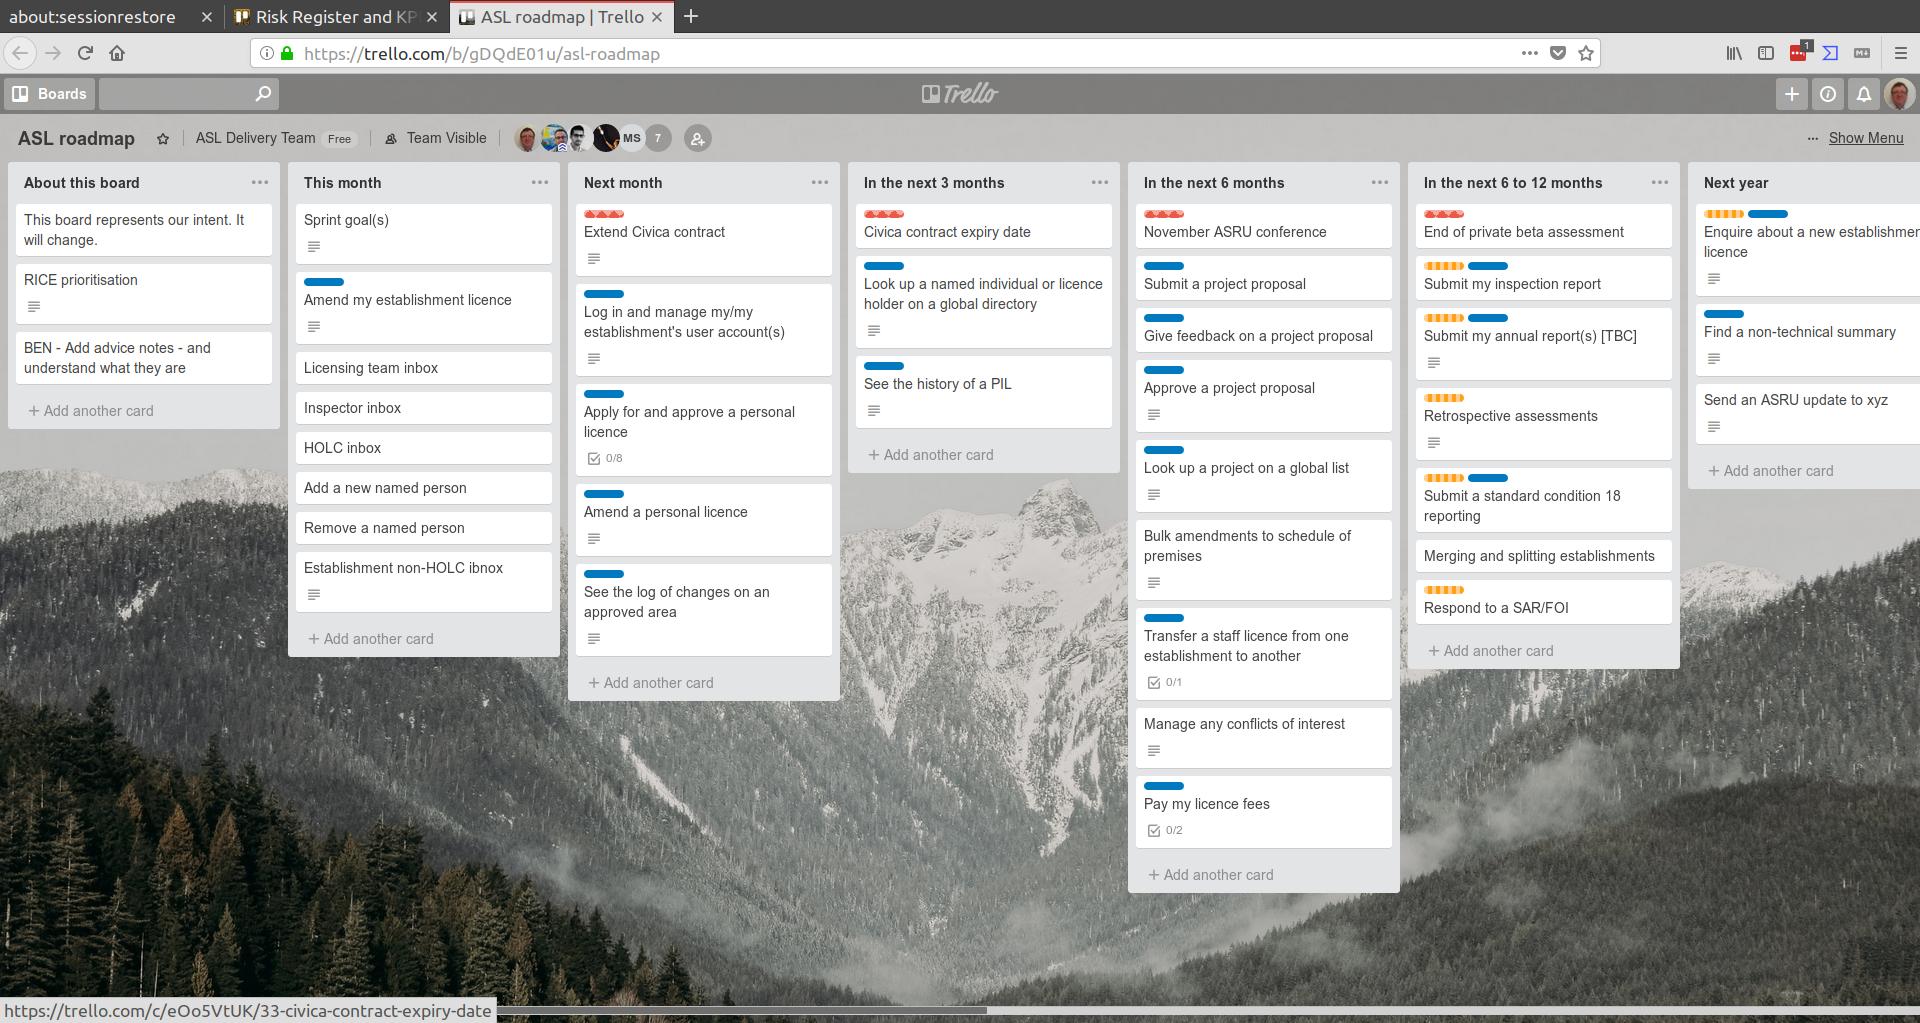 about:sessionrestore
Risk Register and KP
ASL roadmap | Trello
https://trello.com/b/gDQdE01u/asl-roadmap
1
Boards
Trello
ASL roadmap
ASL Delivery Team
Free
Team Visible
MS
7
Show Menu
About this board
This board represents our intent. It
will change.
RICE prioritisation
BEN - Add advice notes - and
understand what they are
+ Add another card
This month
Sprint goal(s)
Amend my establishment licence
Licensing team inbox
Inspector inbox
HOLC inbox
Add a new named person
Remove a named person
Establishment non-HOLC ibnox
+ Add another card
Next month
Extend Civica contract
Log in and manage my/my
establishment's user account(s)
Apply for and approve a personal
licence
0/8
Amend a personal licence
See the log of changes on an
approved area
+ Add another card
In the next 3 months
Civica contract expiry date
Look up a named individual or licence
holder on a global directory
See the history of a PIL
+ Add another card
In the next 6 months
November ASRU conference
Submit a project proposal
Give feedback on a project proposal
Approve a project proposal
Look up a project on a global list
Bulk amendments to schedule of
premises
Transfer a staff licence from one
establishment to another
0/1
Manage any conflicts of interest
Pay my licence fees
0/2
+ Add another card
In the next 6 to 12 months
End of private beta assessment
Submit my inspection report
Submit my annual report(s) [TBC]
Retrospective assessments
Submit a standard condition 18
reporting
Merging and splitting establishments
Respond to a SAR/FOI
+ Add another card
Next year
Enquire about a new establishmer
licence
Find a non-technical summary
Send an ASRU update to xyz
+ Add another card
https://trello.com/c/eOo5VtUK/33-civica-contract-expiry-date